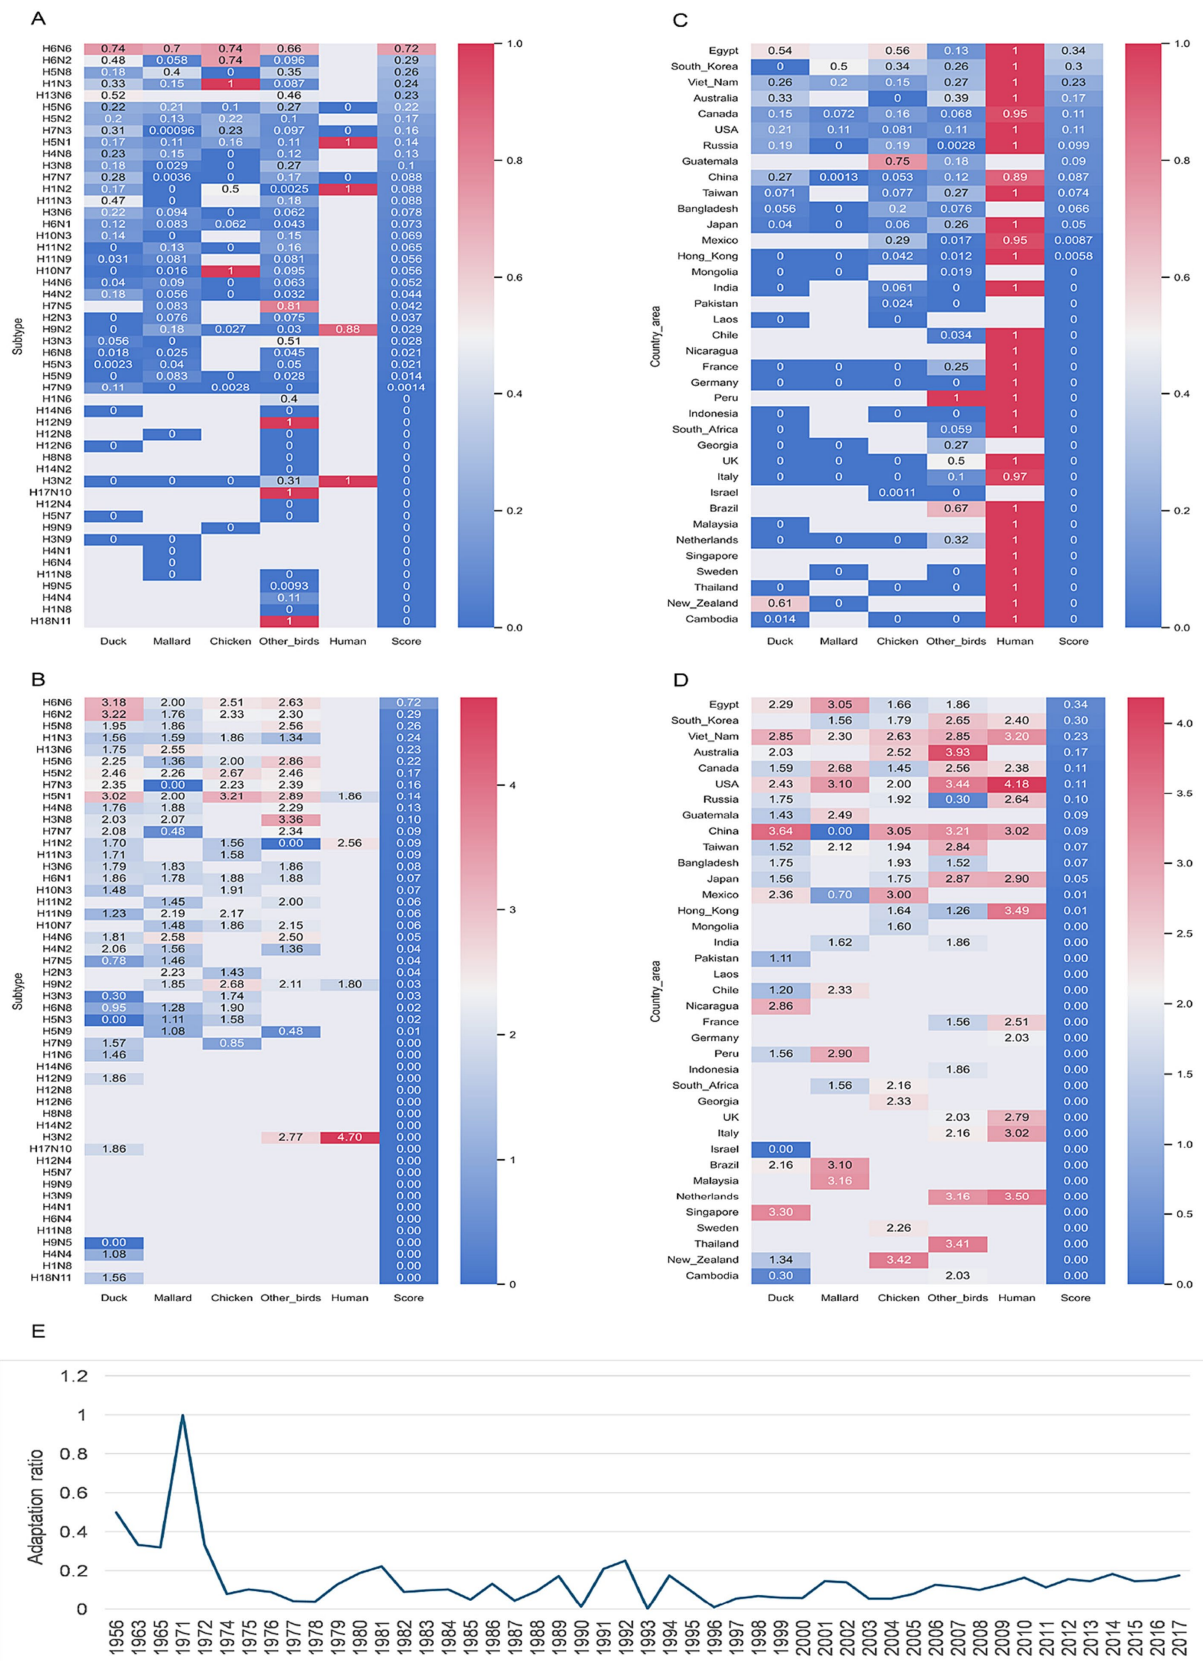 A
H6N6 0.74 0.7 0.74 0.66 0.72
H6N2 0.48 0.058 0.74 0.096 0.29
H5N8 0.18 0.4 0 0.35 0.26
H1N3 0.33 0.15 1 0.087 0.24
H13N6 0.52 0.46 0.23
H5N6 0.22 0.21 0.1 0.27 0 0.22
H5N2 0.2 0.13 0.22 0.1 0.17
H7N3 0.31 0.00096 0.23 0.097 0 0.16
H5N1 0.17 0.11 0.16 0.11 1 0.14
H4N8 0.23 0.15 0 0.12 0.13
H3N8 0.18 0.029 0 0.27 0.1
H7N7 0.28 0.0036 0 0.17 0 0.088
H1N2 0.17 0 0.5 0.0025 1 0.088
H11N3 0.47 0 0.18 0.088
H3N6 0.22 0.094 0 0.062 0.078
H6N1 0.12 0.083 0.062 0.043 0.073
H10N3 0.14 0 0.15 0.069
H11N2 0 0.13 0 0.16 0.065
H11N9 0.031 0.081 0.081 0.056
H10N7 0 0.016 1 0.095 0.056
H4N6 0.04 0.09 0 0.063 0.052
H4N2 0.18 0.056 0 0.032 0.044
H7N5 0.083 0.81 0.042
H2N3 0 0.076 0.075 0.037
H9N2 0 0.18 0.027 0.03 0.88 0.029
H3N3 0.056 0 0.51 0.028
H6N8 0.018 0.025 0.045 0.021
H5N3 0.0023 0.04 0.05 0.021
H5N9 0 0.083 0 0.028 0.014
H7N9 0.11 0 0.0028 0 0.0014
H1N6 0.4 0
H14N6 0 0 0
H12N9 1 0
H12N8 0 0 0
H12N6 0 0 0
H8N8 0 0
H14N2 0 0
H3N2 0 0 0 0.31 1 0
H17N10 1 0
H12N4 0 0
H5N7 0 0 0
H9N9 0 0
H3N9 0 0 0
H4N1 0 0
H6N4 0 0
H11N8 0 0 0
H9N5 0.0093 0
H4N4 0.11 0
H1N8 0 0
H18N11 1 0
Duck Mallard Chicken Other_birds Human Score
Subtype
1.0
0.8
0.6
0.4
0.2
0.0
C
Egypt 0.54 0.56 0.13 1 0.34
South_Korea 0 0.5 0.34 0.26 1 0.3
Viet_Nam 0.26 0.2 0.15 0.27 1 0.23
Australia 0.33 0 0.39 1 0.17
Canada 0.15 0.072 0.16 0.068 0.95 0.11
USA 0.21 0.11 0.081 0.11 1 0.11
Russia 0.19 0 0.19 0.0028 1 0.099
Guatemala 0.75 0.18 0.09
China 0.27 0.0013 0.053 0.12 0.89 0.087
Taiwan 0.071 0.077 0.27 1 0.074
Bangladesh 0.056 0 0.2 0.076 0.066
Japan 0.04 0 0.06 0.26 1 0.05
Mexico 0.29 0.017 0.95 0.0087
Hong_Kong 0 0 0.042 0.012 1 0.0058
Mongolia 0 0 0.019 0
India 0 0.061 0 1 0
Pakistan 0.024 0 0
Laos 0 0 0
Chile 0.034 1 0
Nicaragua 1 0
France 0 0 0 0.25 1 0
Germany 0 0 0 0 1 0
Peru 1 1 0
Indonesia 0 0 0 1 0
South_Africa 0 0 0.059 1 0
Georgia 0 0 0.27 0
UK 0 0 0 0.5 1 0
Italy 0 0 0 0.1 0.97 0
Israel 0.0011 0 0
Brazil 0.67 1 0
Malaysia 0 1 0
Netherlands 0 0 0 0.32 1 0
Singapore 1 0
Sweden 0 0 0 1 0
Thailand 0 0 0 1 0
New_Zealand 0.61 0 1 0
Cambodia 0.014 0 0 1 0
Duck Mallard Chicken Other_birds Human Score
Country_area
1.0
0.8
0.6
0.4
0.2
0.0
B
H6N6 3.18 2.00 2.51 2.63 0.72
H6N2 3.22 1.76 2.33 2.30 0.29
H5N8 1.95 1.86 2.56 0.26
H1N3 1.56 1.59 1.86 1.34 0.24
H13N6 1.75 2.55 0.23
H5N6 2.25 1.36 2.00 2.86 0.22
H5N2 2.46 2.26 2.67 2.46 0.17
H7N3 2.35 0.00 2.23 2.39 0.16
H5N1 3.02 2.00 3.21 2.89 1.86 0.14
H4N8 1.76 1.88 2.29 0.13
H3N8 2.03 2.07 3.36 0.10
H7N7 2.08 0.48 2.34 0.09
H1N2 1.70 1.56 0.00 2.56 0.09
H11N3 1.71 1.58 0.09
H3N6 1.79 1.83 1.86 0.08
H6N1 1.86 1.78 1.88 1.88 0.07
H10N3 1.48 1.91 0.07
H11N2 1.45 2.00 0.06
H11N9 1.23 2.19 2.17 0.06
H10N7 1.48 1.86 2.15 0.06
H4N6 1.81 2.58 2.50 0.05
H4N2 2.06 1.56 1.36 0.04
H7N5 0.78 1.46 0.04
H2N3 2.23 1.43 0.04
H9N2 1.85 2.68 2.11 1.80 0.03
H3N3 0.30 1.74 0.03
H6N8 0.95 1.28 1.90 0.02
H5N3 0.00 1.11 1.58 0.02
H5N9 1.08 0.48 0.01
H7N9 1.57 0.85 0.00
H1N6 1.46 0.00
H14N6 0.00
H12N9 1.86 0.00
H12N8 0.00
H12N6 0.00
H8N8 0.00
H14N2 0.00
H3N2 2.77 4.70 0.00
H17N10 1.86 0.00
H12N4 0.00
H5N7 0.00
H9N9 0.00
H3N9 0.00
H4N1 0.00
H6N4 0.00
H11N8 0.00
H9N5 0.00 0.00
H4N4 1.08 0.00
H1N8 0.00
H18N11 1.56 0.00
Duck Mallard Chicken Other_birds Human Score
Subtype
4
3
2
1
0
D
Egypt 2.29 3.05 1.66 1.86 0.34
South_Korea 1.56 1.79 2.65 2.40 0.30
Viet_Nam 2.85 2.30 2.63 2.85 3.20 0.23
Australia 2.03 2.52 3.93 0.17
Canada 1.59 2.68 1.45 2.56 2.38 0.11
USA 2.43 3.10 2.00 3.44 4.18 0.11
Russia 1.75 1.92 0.30 2.64 0.10
Guatemala 1.43 2.49 0.09
China 3.64 0.00 3.05 3.21 3.02 0.09
Taiwan 1.52 2.12 1.94 2.84 0.07
Bangladesh 1.75 1.93 1.52 0.07
Japan 1.56 1.75 2.87 2.90 0.05
Mexico 2.36 0.70 3.00 0.01
Hong_Kong 1.64 1.26 3.49 0.01
Mongolia 1.60 0.00
India 1.62 1.86 0.00
Pakistan 1.11 0.00
Laos 0.00
Chile 1.20 2.33 0.00
Nicaragua 2.86 0.00
France 1.56 2.51 0.00
Germany 2.03 0.00
Peru 1.56 2.90 0.00
Indonesia 1.86 0.00
South_Africa 1.56 2.16 0.00
Georgia 2.33 0.00
UK 2.03 2.79 0.00
Italy 2.16 3.02 0.00
Israel 0.00 0.00
Brazil 2.16 3.10 0.00
Malaysia 3.16 0.00
Netherlands 3.16 3.50 0.00
Singapore 3.30 0.00
Sweden 2.26 0.00
Thailand 3.41 0.00
New_Zealand 1.34 3.42 0.00
Cambodia 0.30 2.03 0.00
Duck Mallard Chicken Other_birds Human Score
Country_area
4.0
3.5
3.0
2.5
2.0
1.5
1.0
0.5
0.0
E
Adaptation ratio
1.2
1
0.8
0.6
0.4
0.2
0
1956 1963 1965 1971 1972 1974 1975 1976 1977 1978 1979 1980 1981 1982 1983 1984 1985 1986 1987 1988 1989 1990 1991 1992 1993 1994 1995 1996 1997 1998 1999 2000 2001 2002 2003 2004 2005 2006 2007 2008 2009 2010 2011 2012 2013 2014 2015 2016 2017